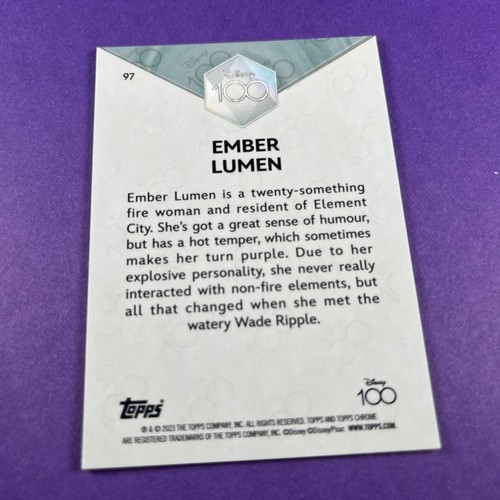 97
Disney
100
EMBER
LUMEN
Ember Lumen is a twenty-something
fire woman and resident of Element
City. She's got a great sense of humour,
but has a hot temper, which sometimes
makes her turn purple. Due to her
explosive personality, she never really
interacted with non-fire elements, but
all that changed when she met the
watery Wade Ripple.
Topps
Disney
100
® & © 2023 THE TOPPS COMPANY, INC. ALL RIGHTS RESERVED. TOPPS AND TOPPS CHROME
ARE REGISTERED TRADEMARKS OF THE TOPPS COMPANY, INC. ©Disney ©Disney/Pixar. WWW.TOPPS.COM.